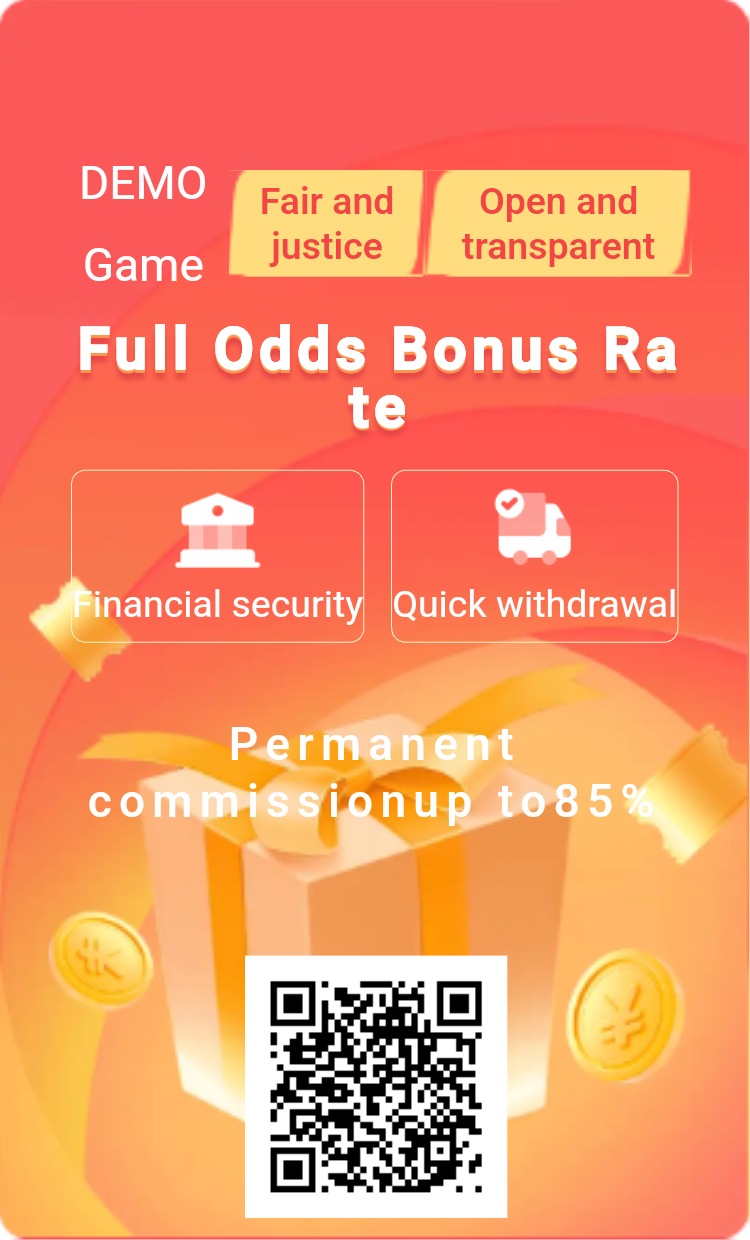 DEMO
Game
Fair and
justice
Open and
transparent
Full Odds Bonus Ra
te
Financial security
Quick withdrawal
Permanent
commissionup to85%
¥